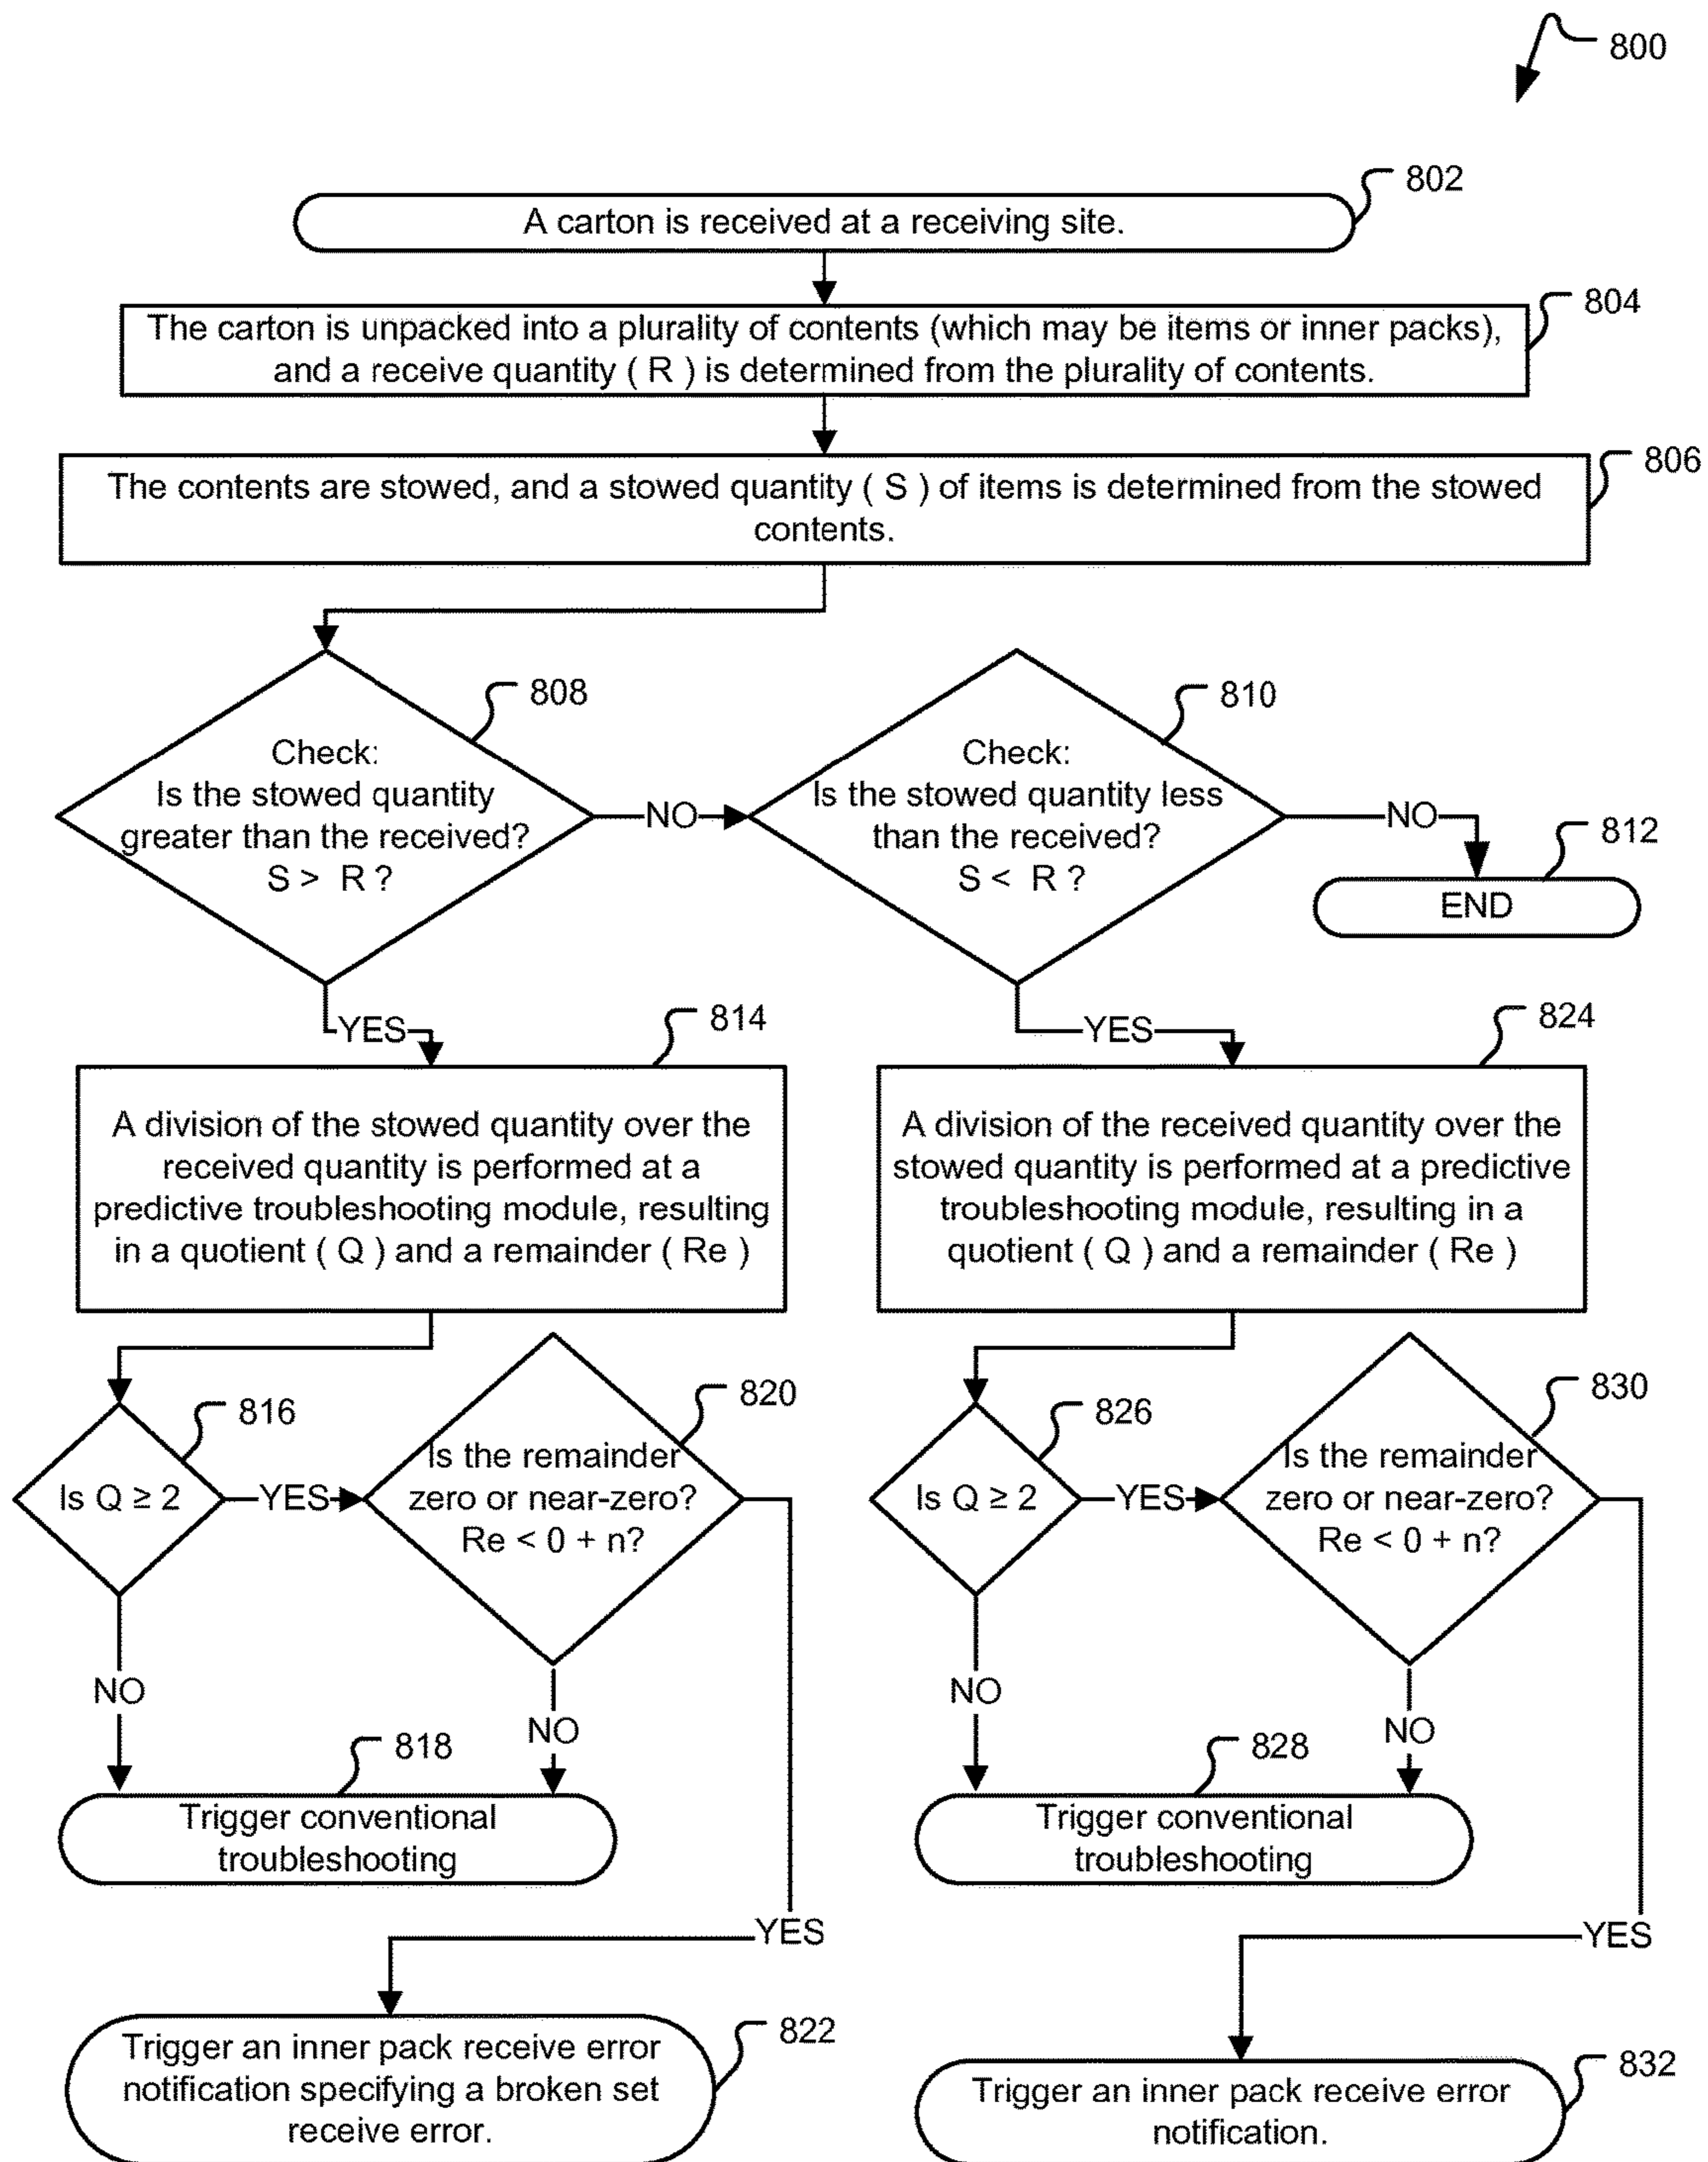 800
802
A carton is received at a receiving site.
804
The carton is unpacked into a plurality of contents (which may be items or inner packs),
and a receive quantity ( R ) is determined from the plurality of contents.
806
The contents are stowed, and a stowed quantity ( S ) of items is determined from the stowed
contents.
808
Check:
Is the stowed quantity
greater than the received?
S > R ?
NO
810
Check:
Is the stowed quantity less
than the received?
S < R ?
NO
812
END
YES
814
A division of the stowed quantity over the
received quantity is performed at a
predictive troubleshooting module, resulting
in a quotient ( Q ) and a remainder ( Re )
YES
824
A division of the received quantity over the
stowed quantity is performed at a predictive
troubleshooting module, resulting in a
quotient ( Q ) and a remainder ( Re )
816
Is Q ≥ 2
YES
820
Is the remainder
zero or near-zero?
Re < 0 + n?
826
Is Q ≥ 2
YES
830
Is the remainder
zero or near-zero?
Re < 0 + n?
NO
NO
818
Trigger conventional
troubleshooting
NO
NO
828
Trigger conventional
troubleshooting
YES
822
Trigger an inner pack receive error
notification specifying a broken set
receive error.
YES
832
Trigger an inner pack receive error
notification.